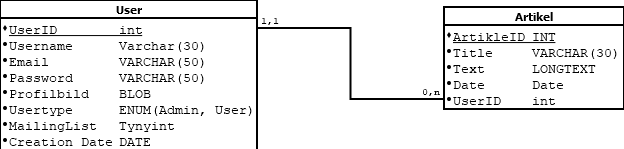 User
UserID int
Username Varchar(30)
Email VARCHAR(50)
Password VARCHAR(50)
Profilbild BLOB
Usertype ENUM(Admin, User)
MailingList Tynyint
Creation Date DATE
1,1
0,n
Artikel
ArtikleID INT
Title VARCHAR(30)
Text LONGTEXT
Date Date
UserID int